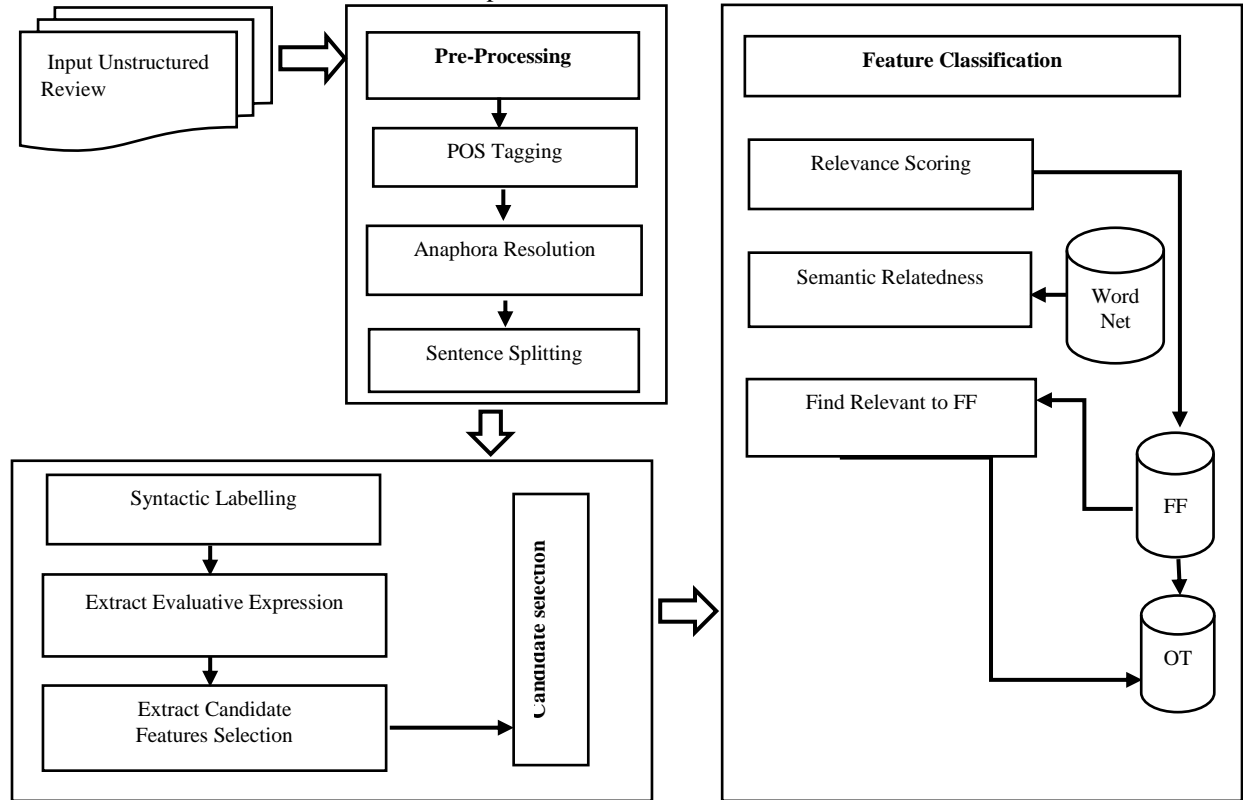 Input Unstructured
Review
Pre-Processing
POS Tagging
Anaphora Resolution
Sentence Splitting
Syntactic Labelling
Extract Evaluative Expression
Extract Candidate
Features Selection
Candidate selection
Feature Classification
Relevance Scoring
Semantic Relatedness
Word
Net
Find Relevant to FF
FF
OT